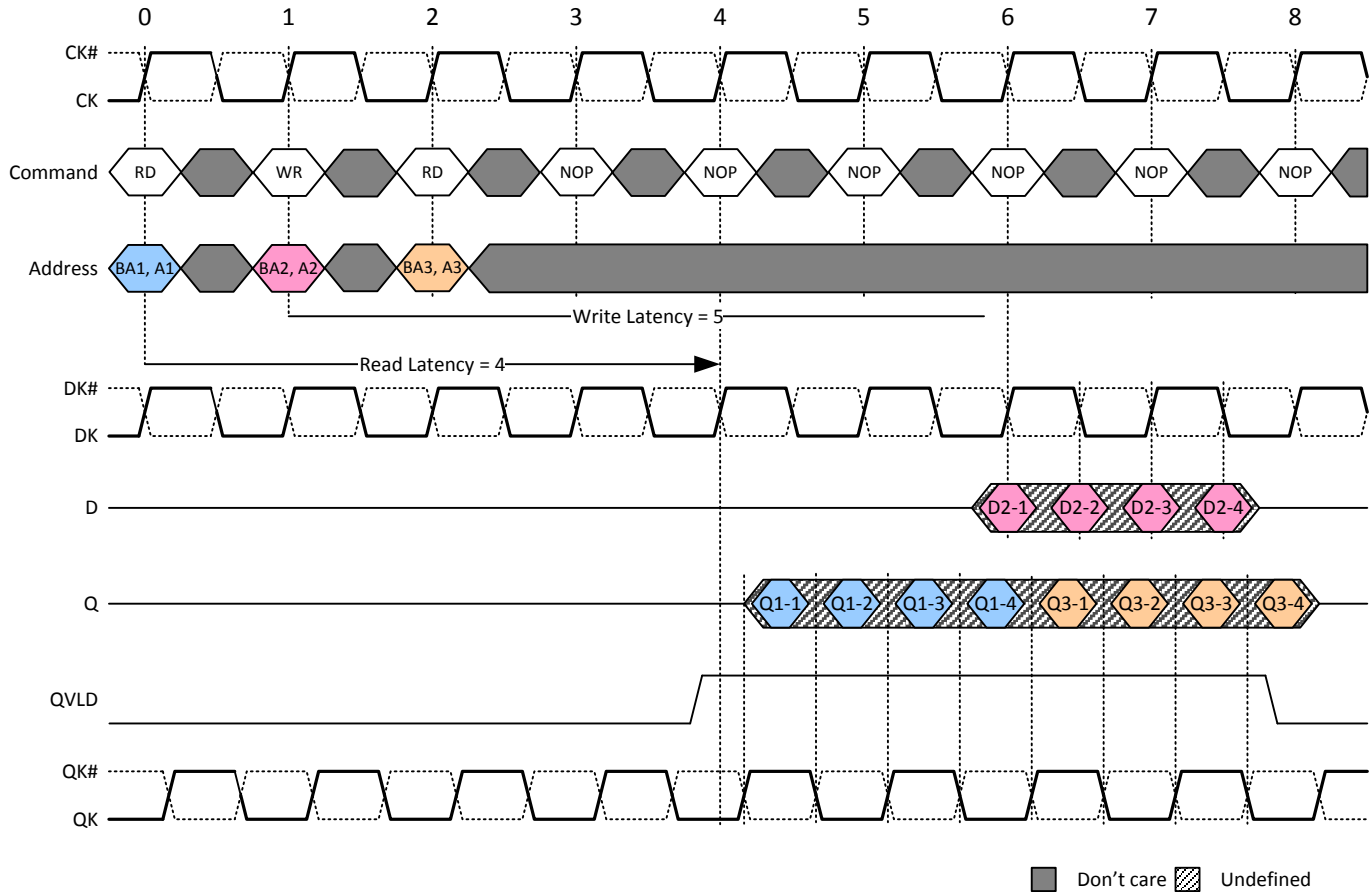 0 1 2 3 4 5 6 7 8
CK#
CK
Command RD WR RD NOP NOP NOP NOP NOP NOP
Address BA1, A1 BA2, A2 BA3, A3
Write Latency = 5
Read Latency = 4
DK#
DK
D D2-1 D2-2 D2-3 D2-4
Q Q1-1 Q1-2 Q1-3 Q1-4 Q3-1 Q3-2 Q3-3 Q3-4
QVLD
QK#
QK
Don't care Undefined